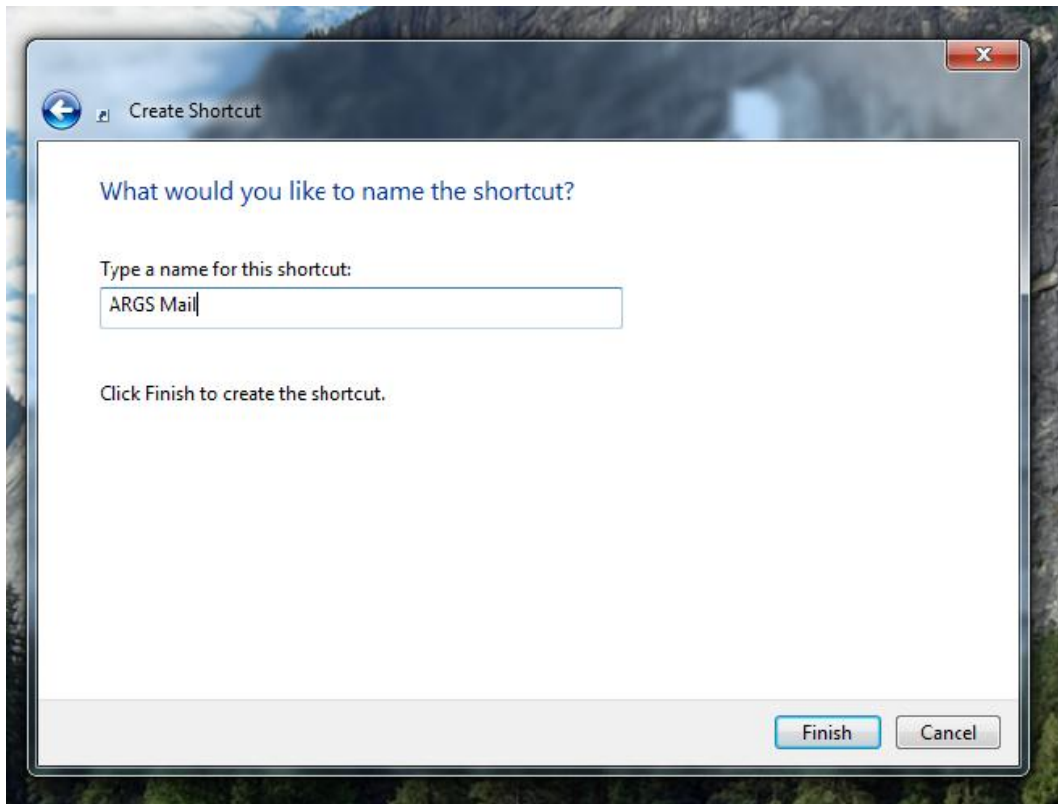 Create Shortcut
What would you like to name the shortcut?
Type a name for this shortcut:
ARGS Mail
Click Finish to create the shortcut.
Finish Cancel